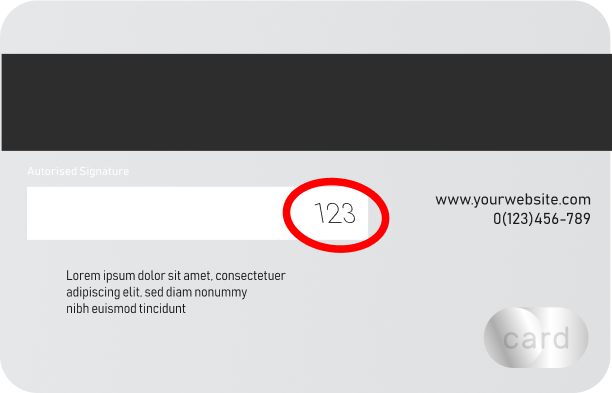 Autorised Signature
123
www.yourwebsite.com
0(123)456-789
Lorem ipsum dolor sit amet, consectetuer
adipiscing elit, sed diam nonummy
nibh euismod tincidunt
card